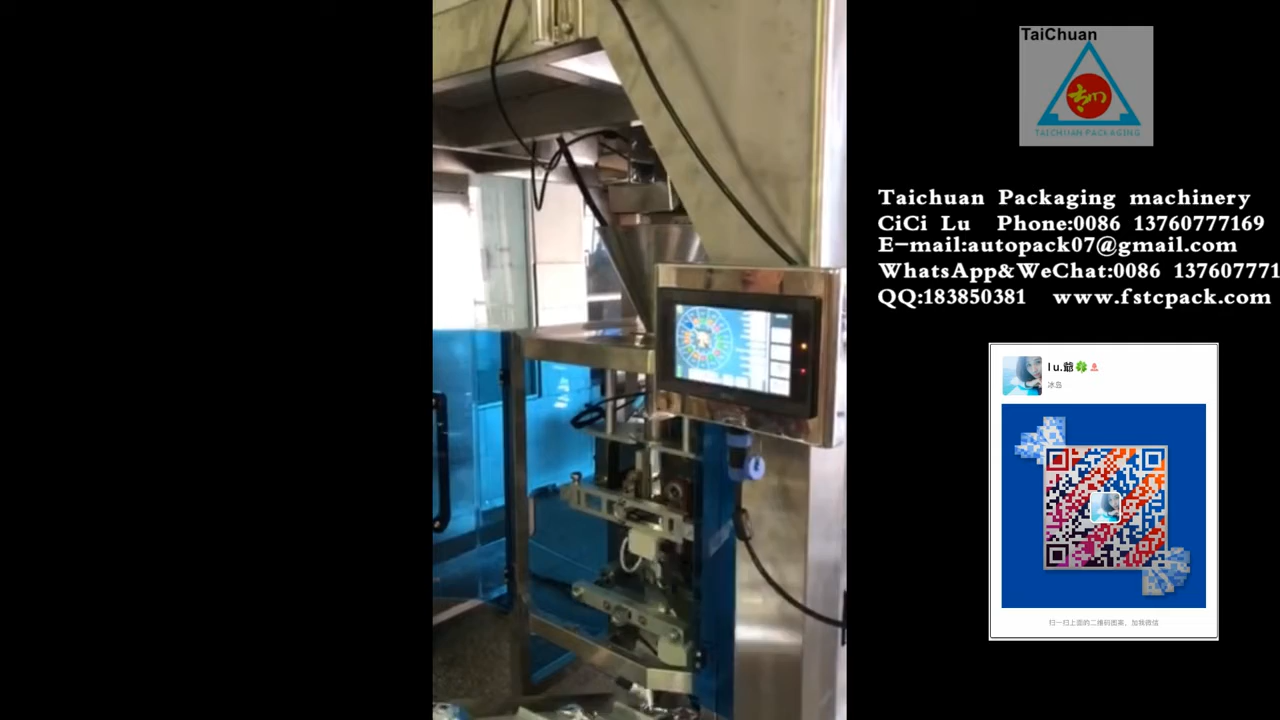 TaiChuan
TAICHUAN PACKAGING
Taichuan Packaging machinery
CiCi Lu Phone:0086 13760777169
E-mail:autopack07@gmail.com
WhatsApp&WeChat:0086 137607771
QQ:183850381 www.fstcpack.com
lu.爺
冰岛
扫一扫上面的二维码图案，加我微信